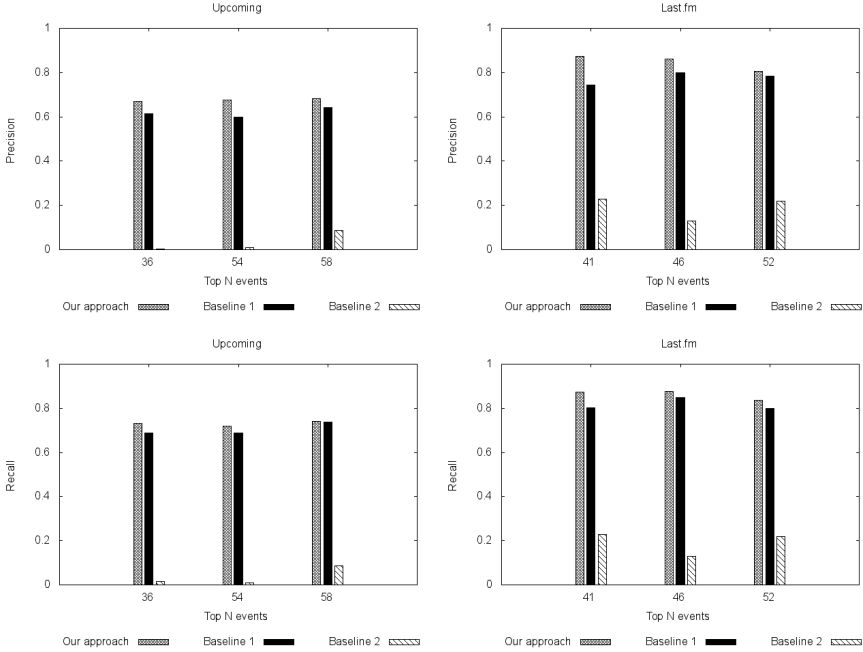 Upcoming
1
0.8
0.6
0.4
0.2
0
Precision
36 54 58
Top N events
Our approach Baseline 1 Baseline 2
Last.fm
1
0.8
0.6
0.4
0.2
0
Precision
41 46 52
Top N events
Our approach Baseline 1 Baseline 2
Upcoming
1
0.8
0.6
0.4
0.2
0
Recall
36 54 58
Top N events
Our approach Baseline 1 Baseline 2
Last.fm
1
0.8
0.6
0.4
0.2
0
Recall
41 46 52
Top N events
Our approach Baseline 1 Baseline 2